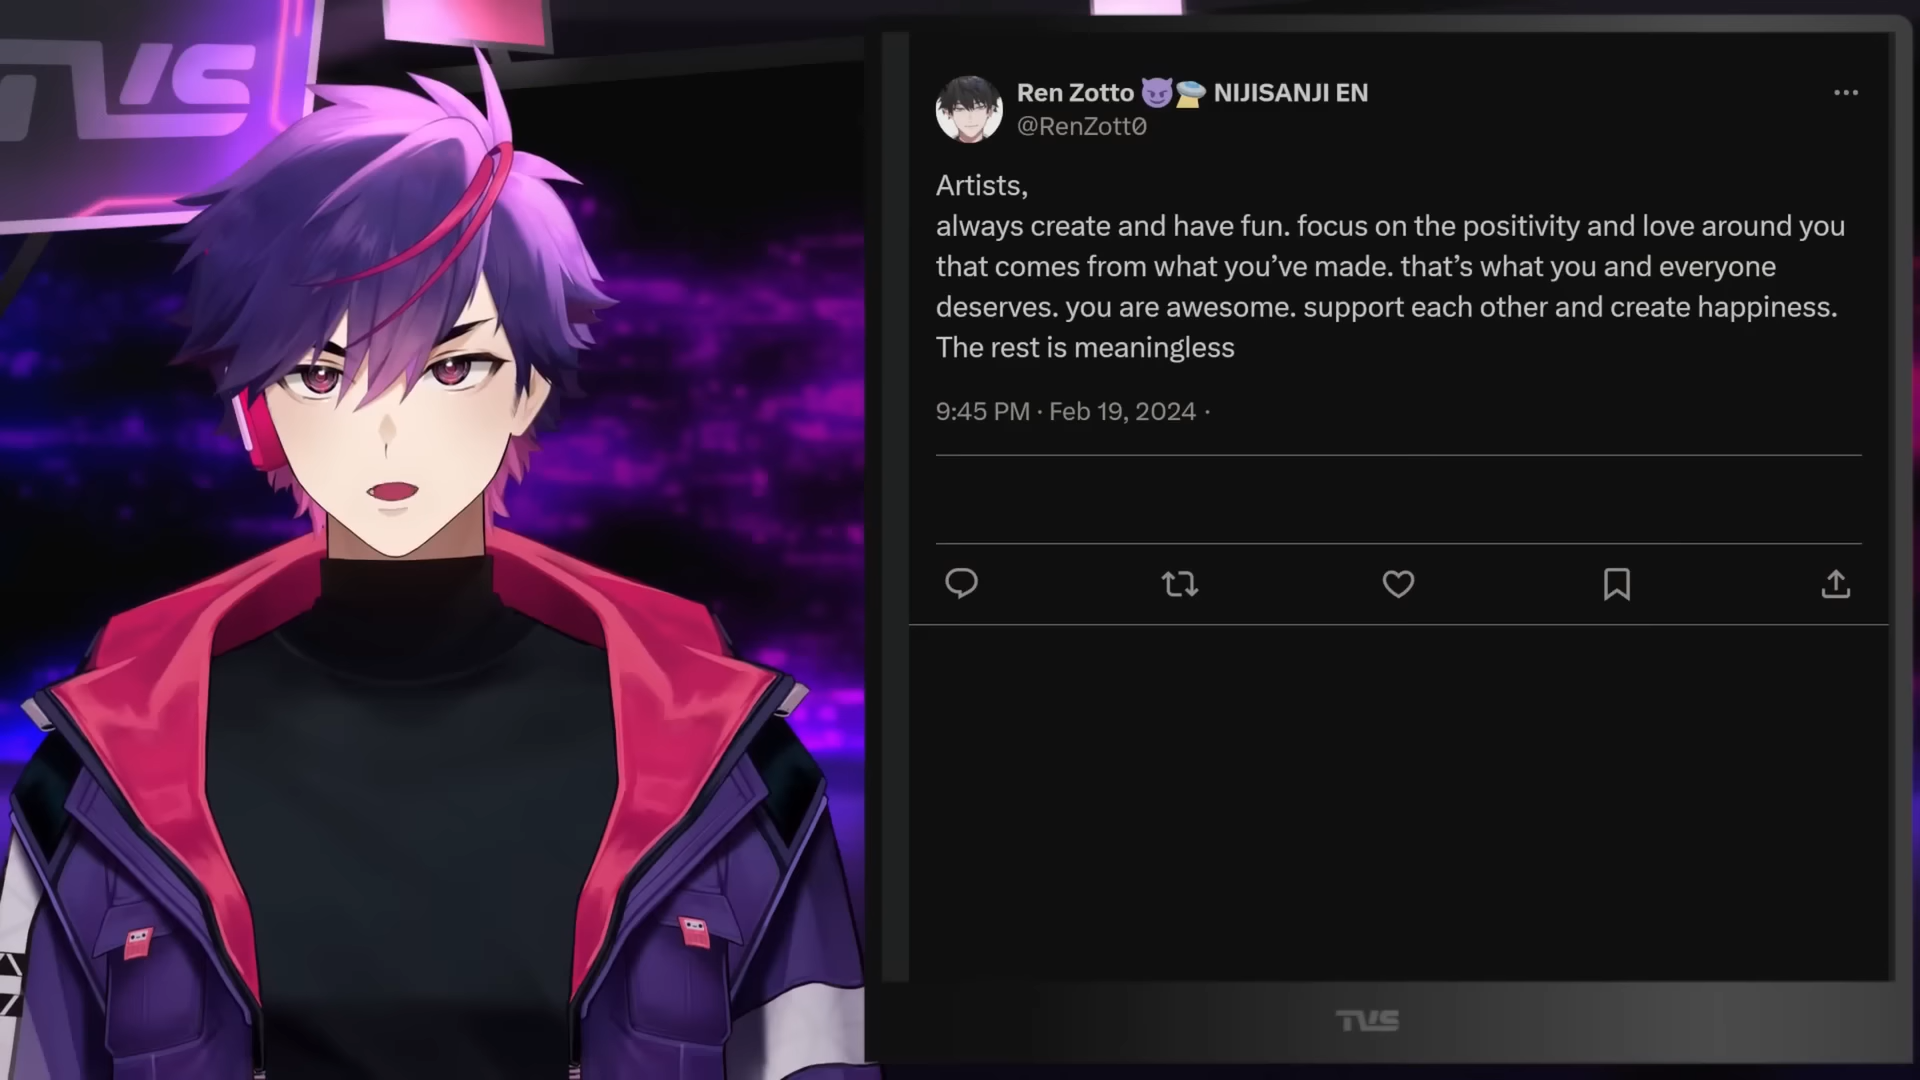 TVS
Ren Zotto 😈🛸 NIJISANJI EN
@RenZott0
Artists,
always create and have fun. focus on the positivity and love around you
that comes from what you’ve made. that’s what you and everyone
deserves. you are awesome. support each other and create happiness.
The rest is meaningless
9:45 PM · Feb 19, 2024 ·
TVS